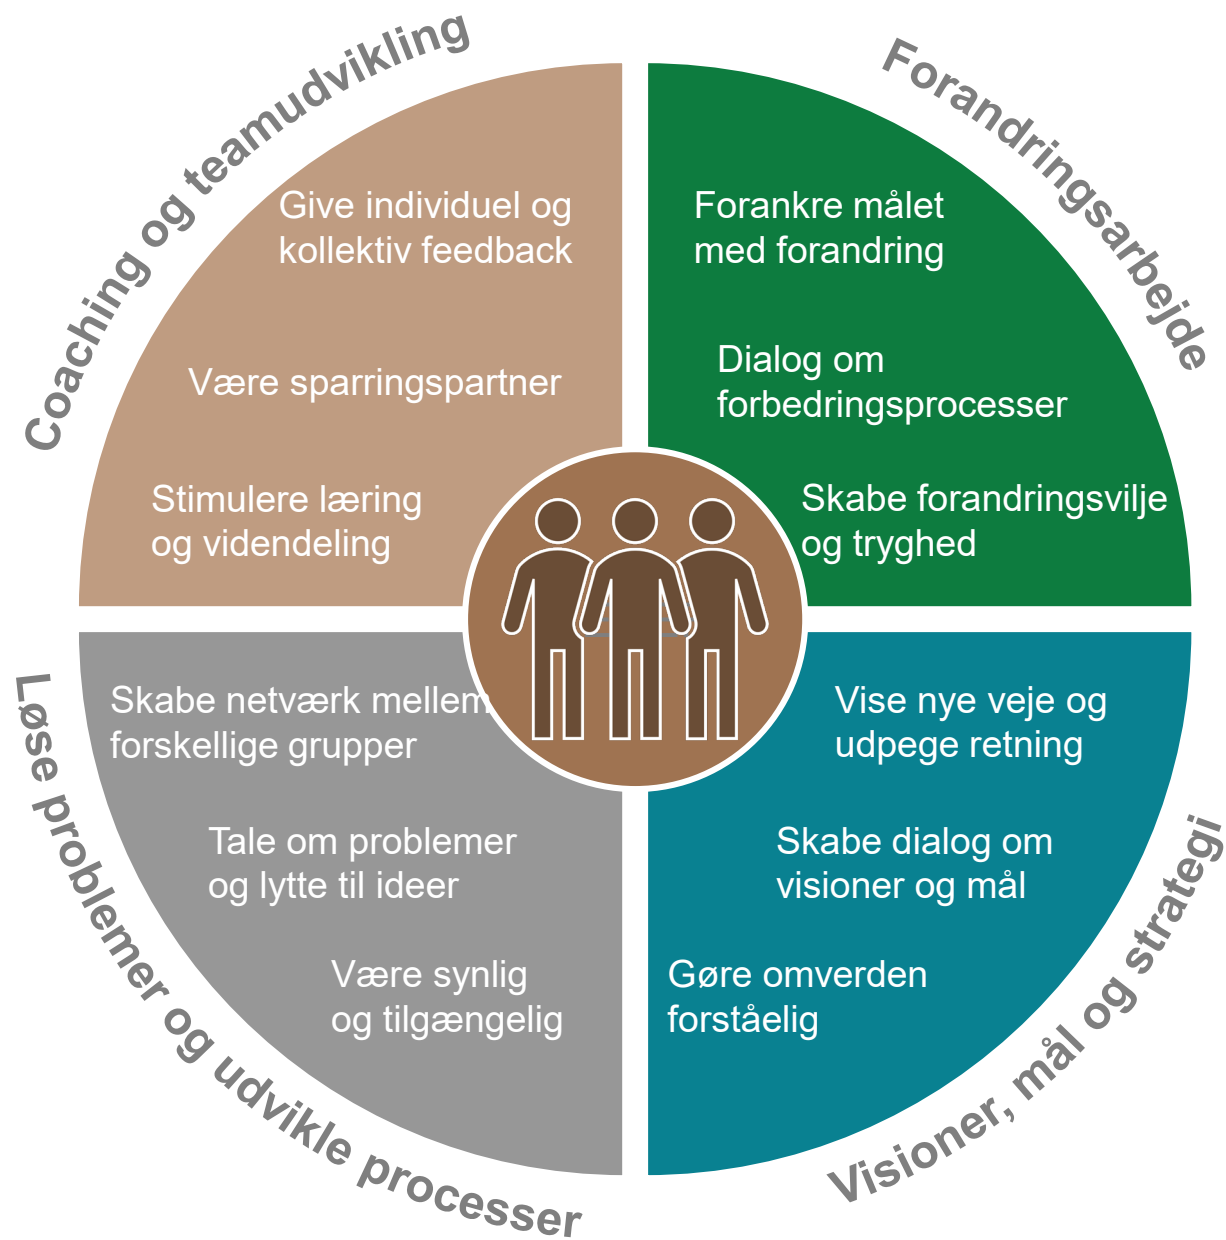 Coaching og teamudvikling
Give individuel og
kollektiv feedback
Være sparringspartner
Stimulere læring
og videndeling
Forandringsarbejde
Forankre målet
med forandring
Dialog om
forbedringsprocesser
Skabe forandringsvilje
og tryghed
Løse problemer og udvikle processer
Skabe netværk mellem
forskellige grupper
Tale om problemer
og lytte til ideer
Være synlig
og tilgængelig
Visioner, mål og strategi
Vise nye veje og
udpege retning
Skabe dialog om
visioner og mål
Gøre omverden
forståelig